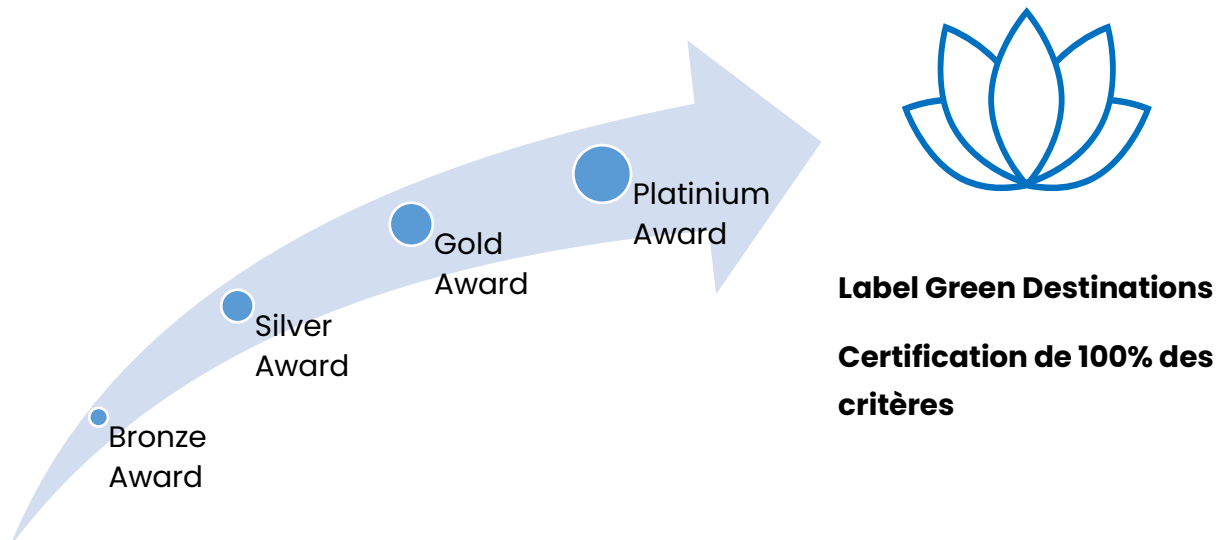 Platinium
Award
Gold
Award
Silver
Award
Bronze
Award
Label Green Destinations
Certification de 100% des
critères